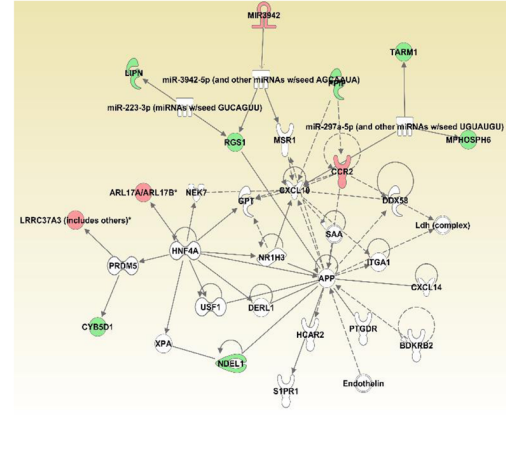 MIR3942
TARM1
LIPN
miR-3942-5p (and other miRNAs w/seed AGCAAUA)
miR-223-3p (miRNAs w/seed GUCAGUU)
miR-297a-5p (and other miRNAs w/seed UGUAUGU)
RGS1
MSR1
MPHOSPH6
CCR2
ARL17A/ARL17B*
NEK7
GPT
CXCL10
DDX58
LRRC37A3 (includes others)*
SAA
Ldh (complex)
HNF4A
NR1H3
PRDM5
ITGA1
APP
CXCL14
USF1
DERL1
CYB5D1
XPA
HCAR2
PTGDR
BDKRB2
NDEL1
S1PR1
Endothelin